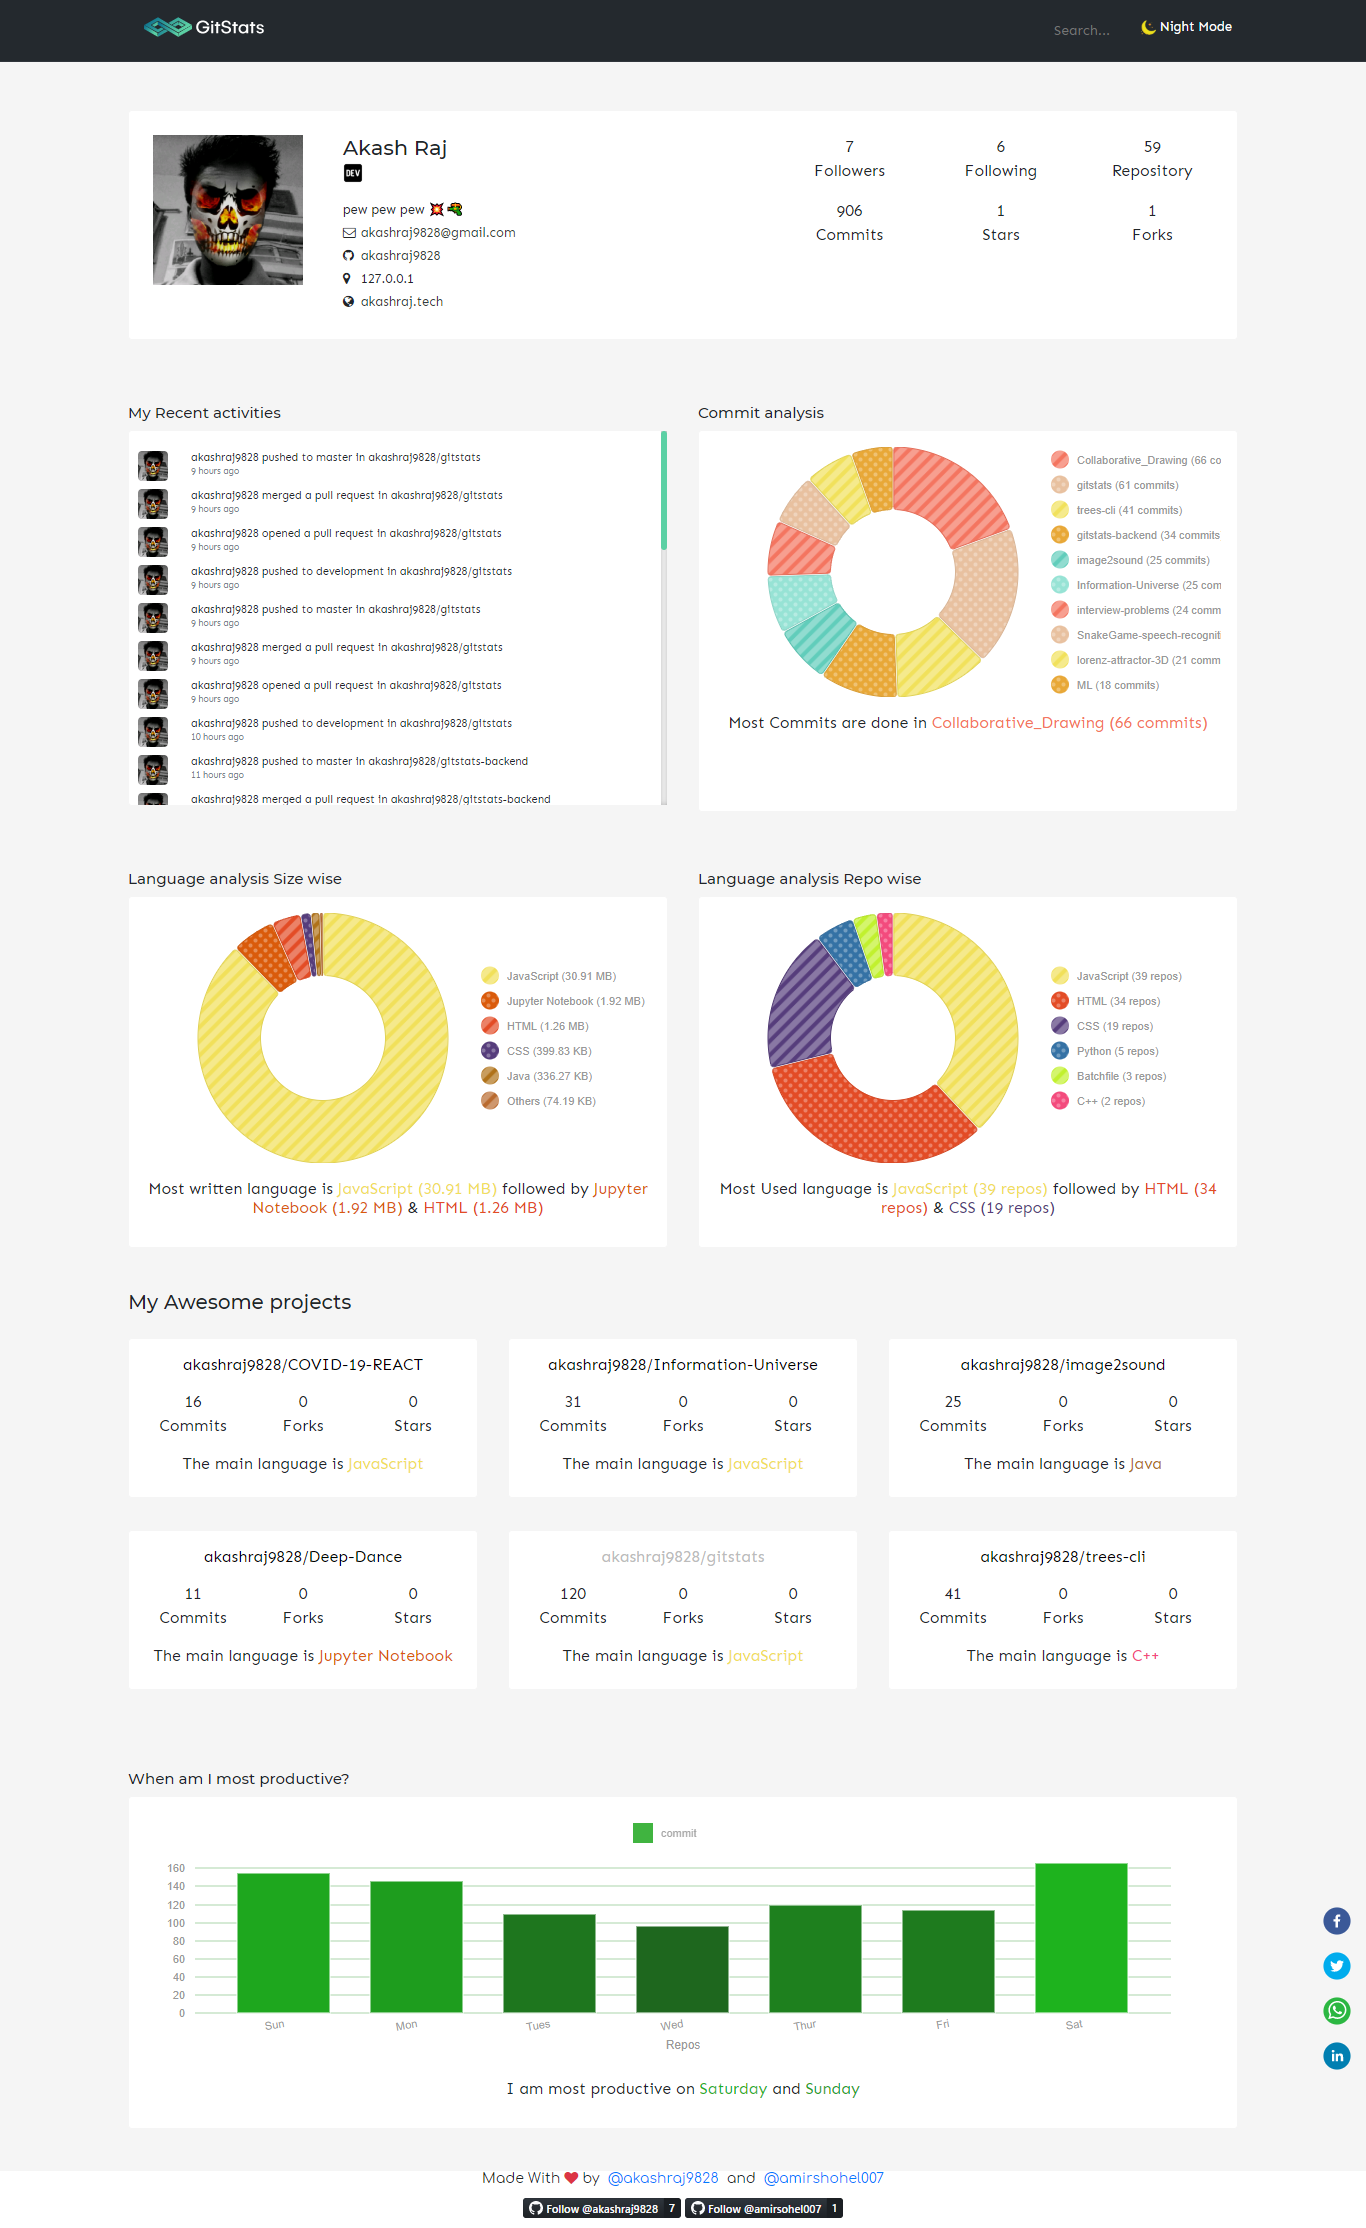 GitStats
Search...
Night Mode
Akash Raj
DEV
pew pew pew
akashraj9828@gmail.com
akashraj9828
127.0.0.1
akashraj.tech
7
Followers
6
Following
59
Repository
906
Commits
1
Stars
1
Forks
My Recent activities
akashraj9828 pushed to master in akashraj9828/gitstats
9 hours ago
akashraj9828 merged a pull request in akashraj9828/gitstats
9 hours ago
akashraj9828 opened a pull request in akashraj9828/gitstats
9 hours ago
akashraj9828 pushed to development in akashraj9828/gitstats
9 hours ago
akashraj9828 pushed to master in akashraj9828/gitstats
9 hours ago
akashraj9828 merged a pull request in akashraj9828/gitstats
9 hours ago
akashraj9828 opened a pull request in akashraj9828/gitstats
9 hours ago
akashraj9828 pushed to development in akashraj9828/gitstats
10 hours ago
akashraj9828 pushed to master in akashraj9828/gitstats-backend
11 hours ago
akashraj9828 merged a pull request in akashraj9828/gitstats-backend
Commit analysis
Collaborative_Drawing (66 co
gitstats (61 commits)
trees-cli (41 commits)
gitstats-backend (34 commits
image2sound (25 commits)
Information-Universe (25 com
interview-problems (24 comm
SnakeGame-speech-recogniti
lorenz-attractor-3D (21 comm
ML (18 commits)
Most Commits are done in Collaborative_Drawing (66 commits)
Language analysis Size wise
JavaScript (30.91 MB)
Jupyter Notebook (1.92 MB)
HTML (1.26 MB)
CSS (399.83 KB)
Java (336.27 KB)
Others (74.19 KB)
Most written language is JavaScript (30.91 MB) followed by Jupyter
Notebook (1.92 MB) & HTML (1.26 MB)
Language analysis Repo wise
JavaScript (39 repos)
HTML (34 repos)
CSS (19 repos)
Python (5 repos)
Batchfile (3 repos)
C++ (2 repos)
Most Used language is JavaScript (39 repos) followed by HTML (34
repos) & CSS (19 repos)
My Awesome projects
akashraj9828/COVID-19-REACT
16 0 0
Commits Forks Stars
The main language is JavaScript
akashraj9828/Information-Universe
31 0 0
Commits Forks Stars
The main language is JavaScript
akashraj9828/image2sound
25 0 0
Commits Forks Stars
The main language is Java
akashraj9828/Deep-Dance
11 0 0
Commits Forks Stars
The main language is Jupyter Notebook
akashraj9828/gitstats
120 0 0
Commits Forks Stars
The main language is JavaScript
akashraj9828/trees-cli
41 0 0
Commits Forks Stars
The main language is C++
When am I most productive?
commit
160
140
120
100
80
60
40
20
0
Sun Mon Tues Wed Thur Fri Sat
Repos
I am most productive on Saturday and Sunday
Made With by @akashraj9828 and @amirshohel007
Follow @akashraj9828 7 Follow @amirsohel007 1